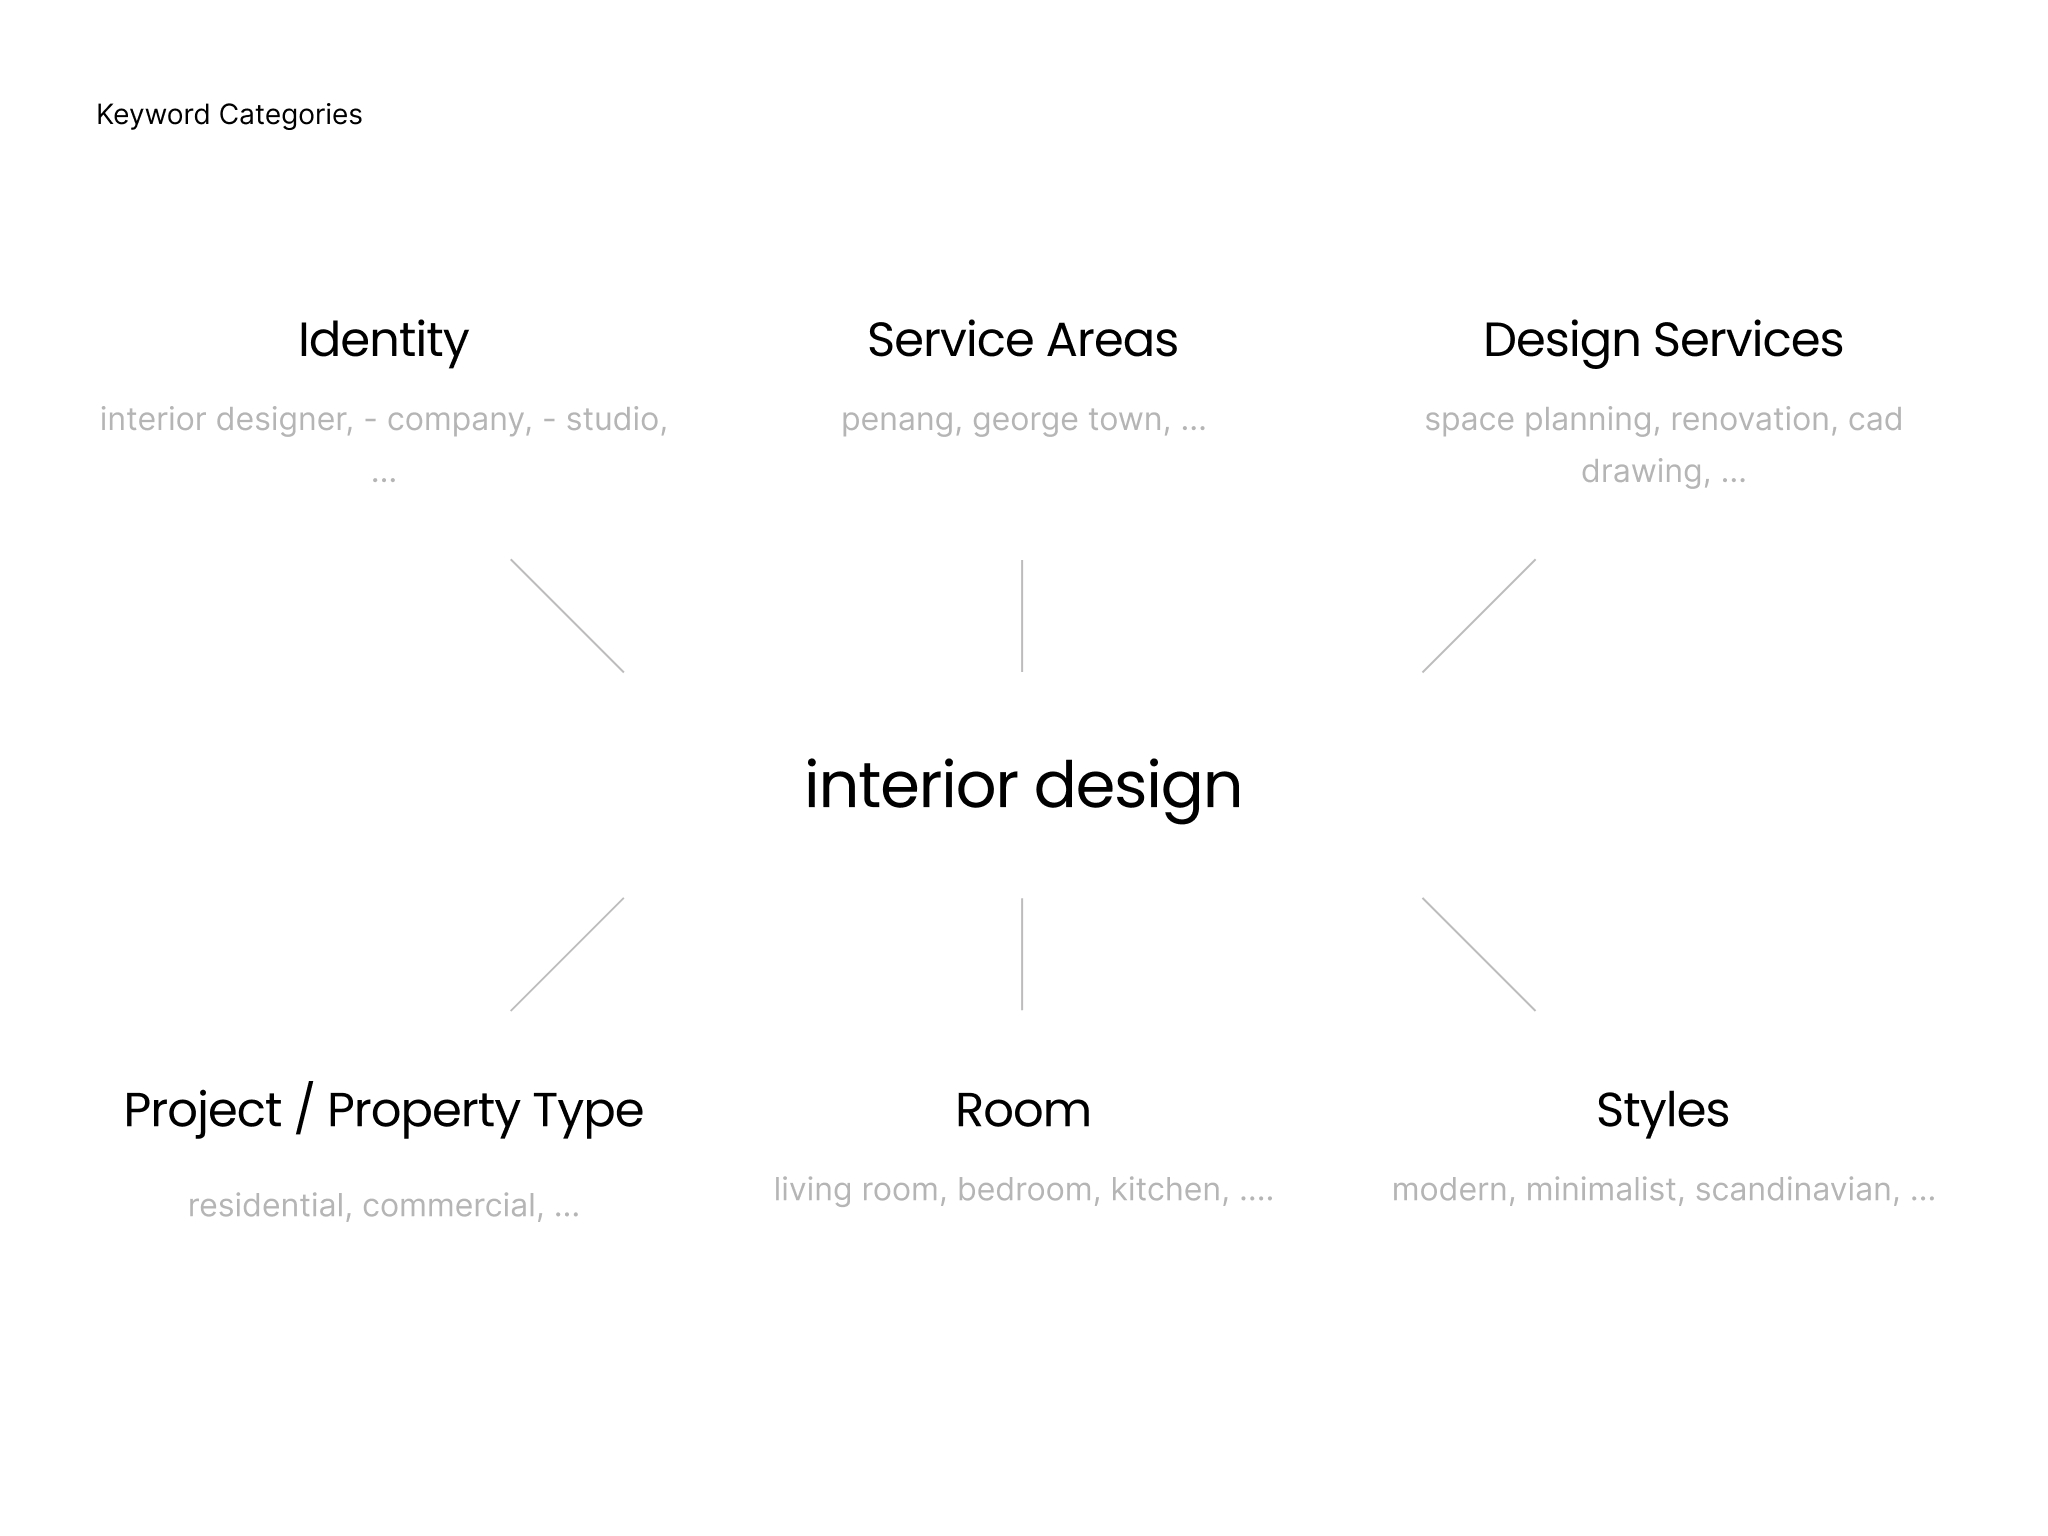 Keyword Categories
Identity
interior designer, - company, - studio,
...
Service Areas
penang, george town, ...
Design Services
space planning, renovation, cad
drawing, ...
interior design
Project / Property Type
residential, commercial, ...
Room
living room, bedroom, kitchen, ....
Styles
modern, minimalist, scandinavian, ...